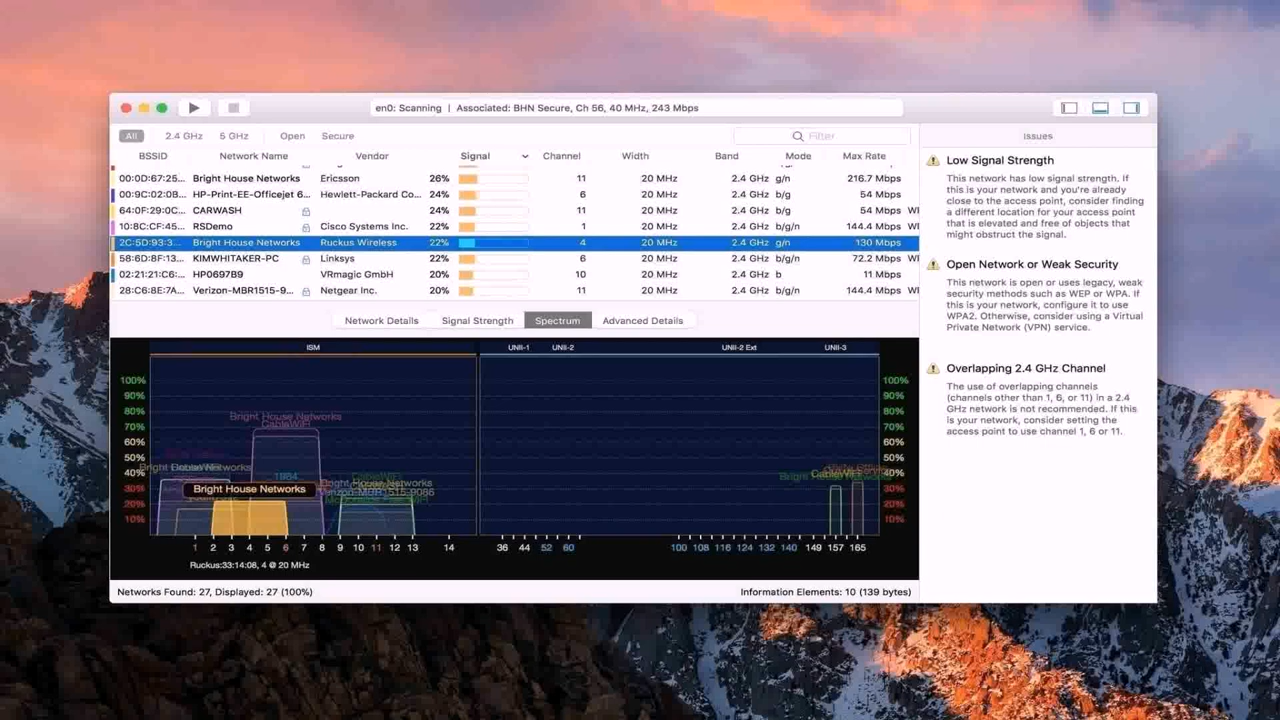 en0: Scanning | Associated: BHN Secure, Ch 56, 40 MHz, 243 Mbps
All 2.4 GHz 5 GHz Open Secure Filter
BSSID Network Name Vendor Signal Channel Width Band Mode Max Rate
00:0D:67:25... Bright House Networks Ericsson 26% 11 20 MHz 2.4 GHz g/n 216.7 Mbps
00:9C:02:0B... HP-Print-EE-Officejet 6... Hewlett-Packard Co... 24% 6 20 MHz 2.4 GHz b/g 54 Mbps
64:0F:29:0C... CARWASH 24% 11 20 MHz 2.4 GHz b/g 54 Mbps
10:8C:CF:45... RSDemo Cisco Systems Inc. 22% 1 20 MHz 2.4 GHz b/g/n 144.4 Mbps
2C:5D:93:3... Bright House Networks Ruckus Wireless 22% 4 20 MHz 2.4 GHz g/n 130 Mbps
58:6D:8F:13... KIMWHITAKER-PC Linksys 22% 6 20 MHz 2.4 GHz b/g/n 72.2 Mbps
02:21:21:C6:... HP0697B9 VRmagic GmbH 20% 10 20 MHz 2.4 GHz b 11 Mbps
28:C6:8E:7A... Verizon-MBR1515-9... Netgear Inc. 20% 11 20 MHz 2.4 GHz b/g/n 144.4 Mbps
Network Details Signal Strength Spectrum Advanced Details
ISM UNII-1 UNII-2 UNII-2 Ext UNII-3
100% 100%
90% 90%
80% 80%
Bright House Networks
CableWiFi
70% 70%
60% 60%
50% 50%
40% 40%
Bright House Networks
30% 30%
20% 20%
10% 10%
1 2 3 4 5 6 7 8 9 10 11 12 13 14 36 44 52 60 100 108 116 124 132 140 149 157 165
Ruckus:33:14:08, 4 @ 20 MHz
Networks Found: 27, Displayed: 27 (100%) Information Elements: 10 (139 bytes)
Issues
Low Signal Strength
This network has low signal strength. If
this is your network and you're already
close to the access point, consider finding
a different location for your access point
that is elevated and free of objects that
might obstruct the signal.
Open Network or Weak Security
This network is open or uses legacy, weak
security methods such as WEP or WPA. If
this is your network, configure it to use
WPA2. Otherwise, consider using a Virtual
Private Network (VPN) service.
Overlapping 2.4 GHz Channel
The use of overlapping channels
(channels other than 1, 6, or 11) in a 2.4
GHz network is not recommended. If this
is your network, consider setting the
access point to use channel 1, 6 or 11.